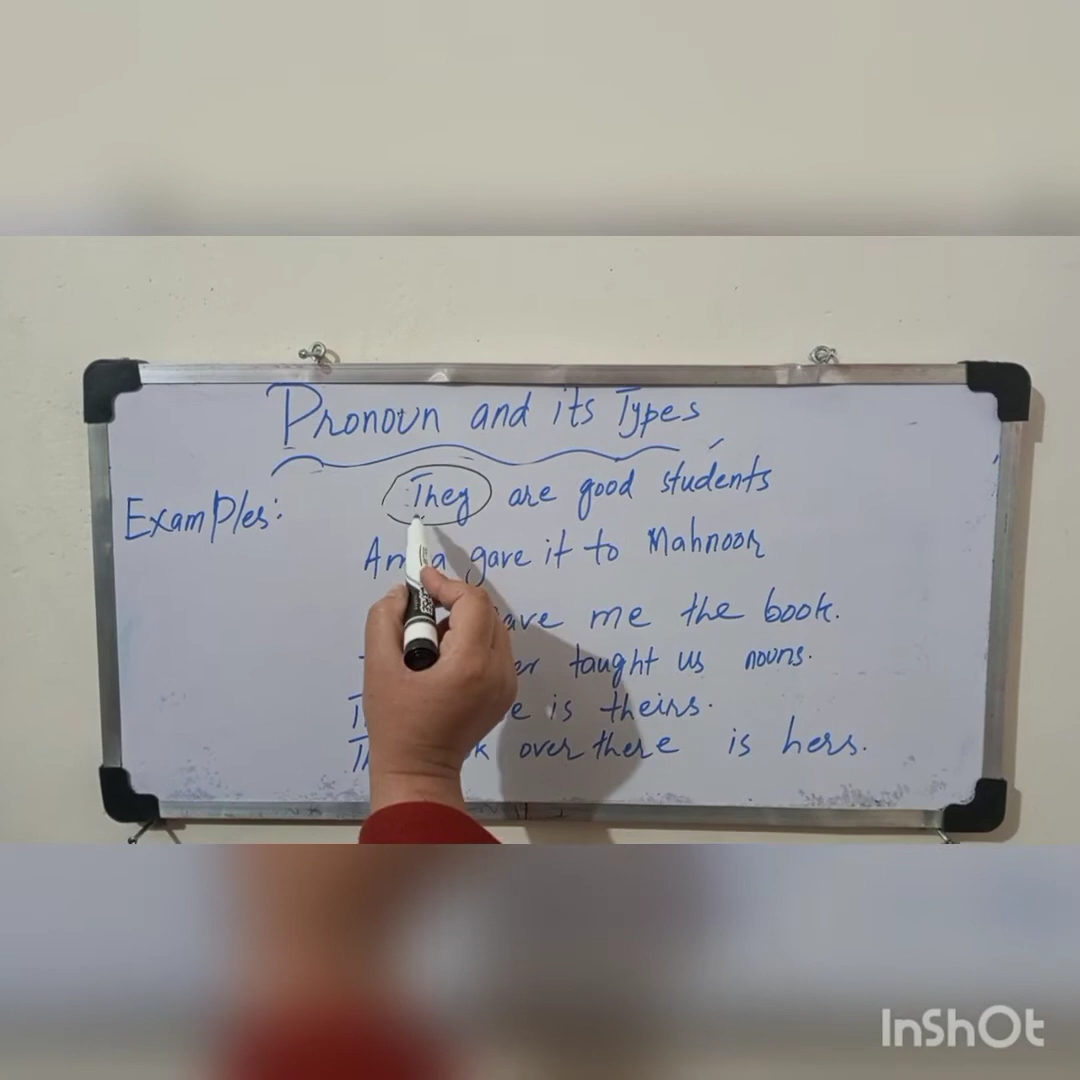 Pronoun and its Types
Examples:
They are good students
gave it to Mahnoor
me the book.
taught us nouns.
is theirs.
over there is hers.
InShOt